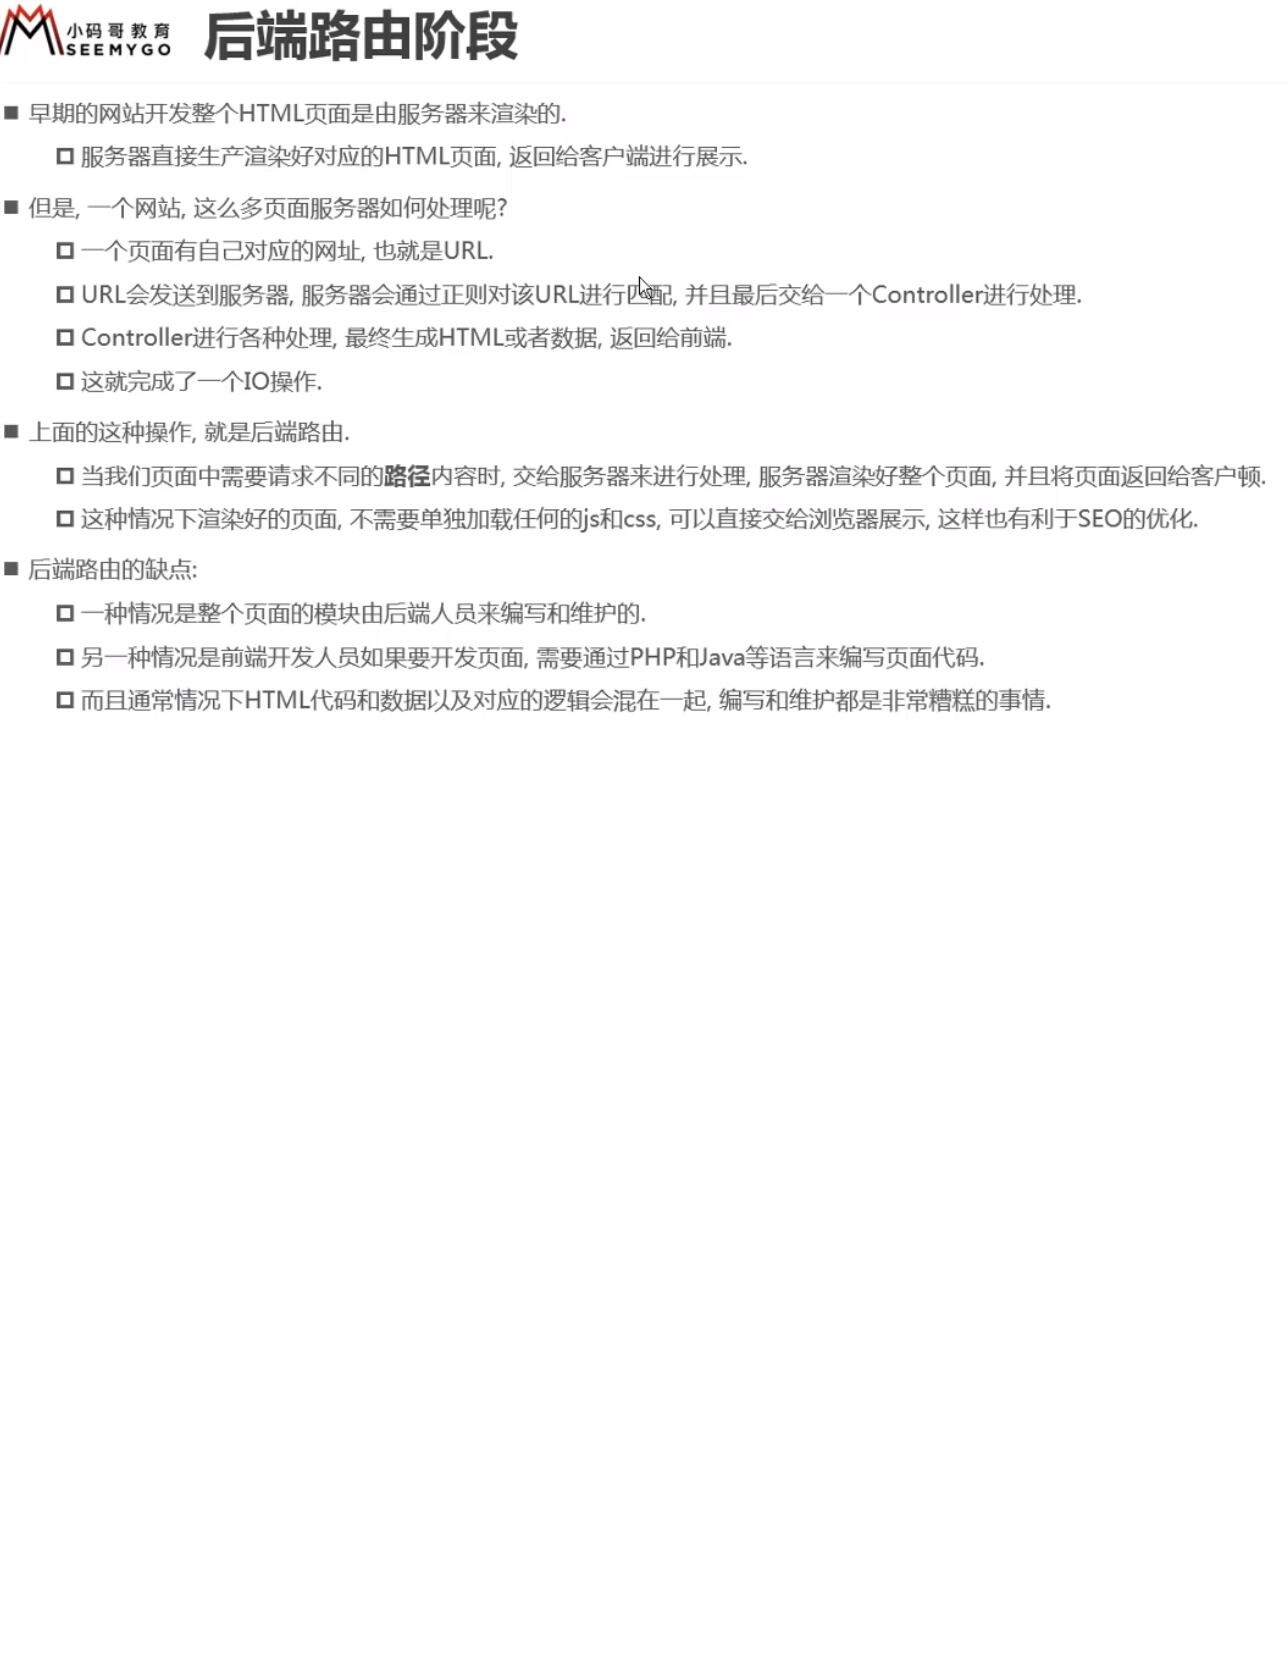 小码哥教育
SEEMYGO
后端路由阶段
早期的网站开发整个HTML页面是由服务器来渲染的.
服务器直接生产渲染好对应的HTML页面, 返回给客户端进行展示.
但是, 一个网站, 这么多页面服务器如何处理呢?
一个页面有自己对应的网址, 也就是URL.
URL会发送到服务器, 服务器会通过正则对该URL进行匹配, 并且最后交给一个Controller进行处理.
Controller进行各种处理, 最终生成HTML或者数据, 返回给前端.
这就完成了一个IO操作.
上面的这种操作, 就是后端路由.
当我们页面中需要请求不同的路径内容时, 交给服务器来进行处理, 服务器渲染好整个页面, 并且将页面返回给客户顿.
这种情况下渲染好的页面, 不需要单独加载任何的js和css, 可以直接交给浏览器展示, 这样也有利于SEO的优化.
后端路由的缺点:
一种情况是整个页面的模块由后端人员来编写和维护的.
另一种情况是前端开发人员如果要开发页面, 需要通过PHP和Java等语言来编写页面代码.
而且通常情况下HTML代码和数据以及对应的逻辑会混在一起, 编写和维护都是非常糟糕的事情.